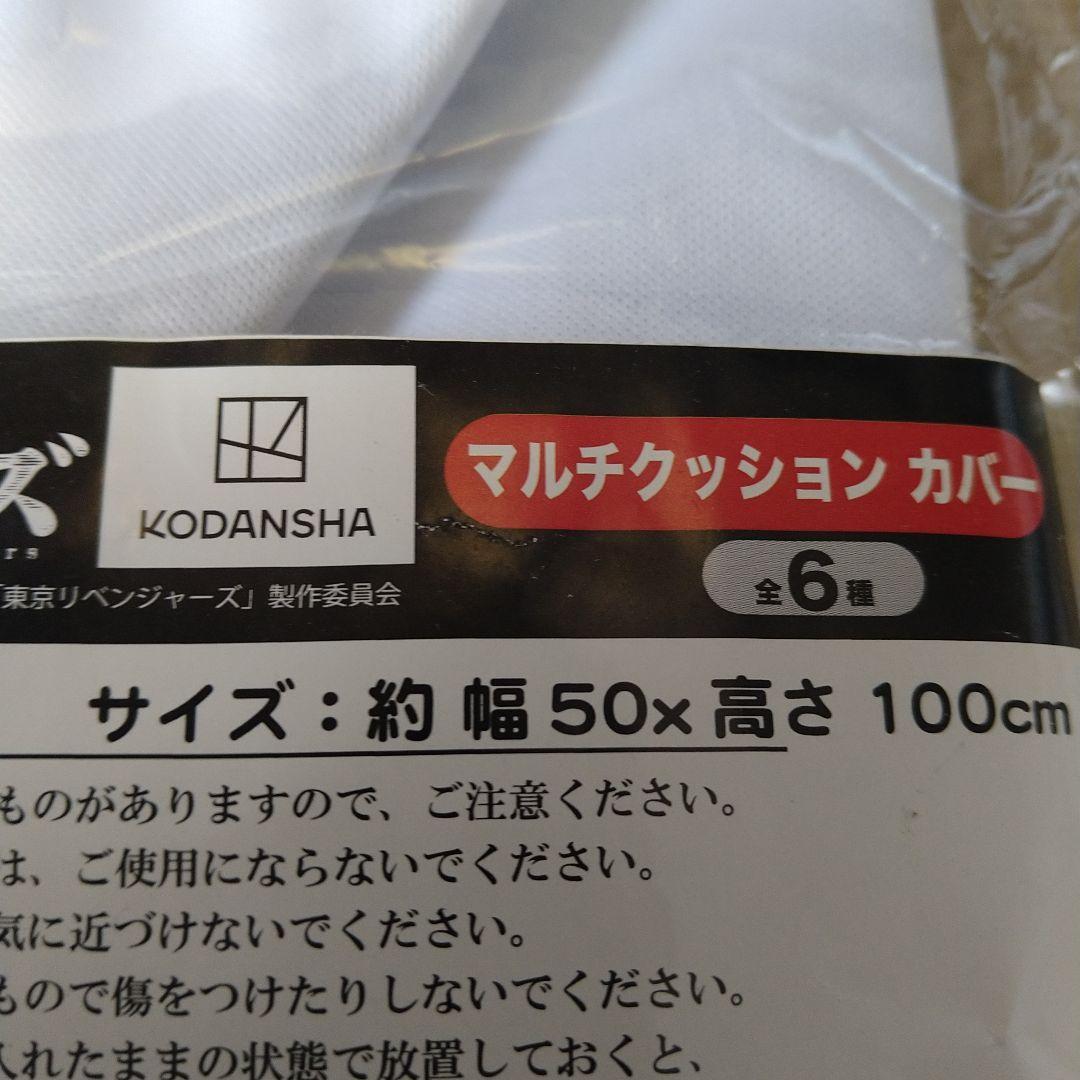 ズ
rs
KODANSHA
マルチクッション カバー
「東京リベンジャーズ」製作委員会
全6種
サイズ：約 幅 50x 高さ 100cm
ものがありますので、ご注意ください。
は、ご使用にならないでください。
気に近づけないでください。
もので傷をつけたりしないでください。
入れたままの状態で放置しておくと、